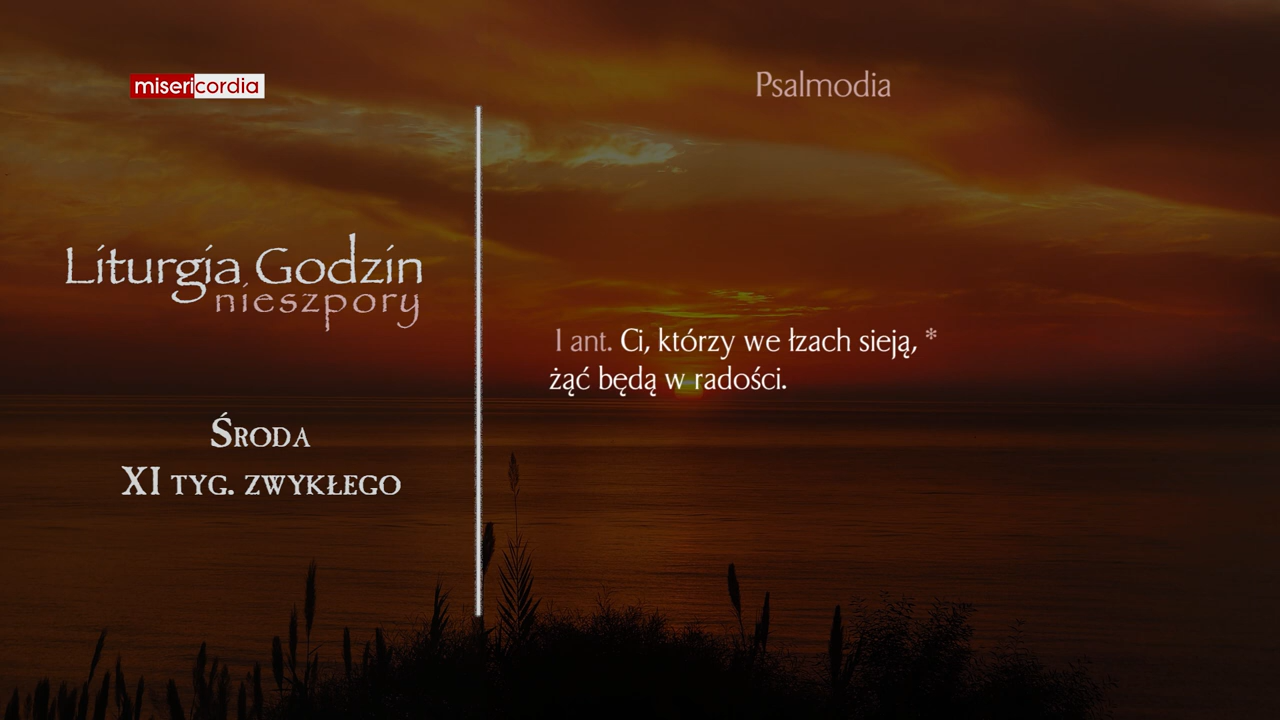 misericordia
Psalmodia
Liturgia Godzin
nieszpory
I ant. Ci, którzy we łzach sieją, *
żąć będą w radości.
Środa
XI tyg. zwykłego